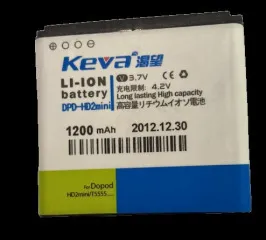 Keva 渴望
LI-ION
battery
DPD-HD2mini
V 3.7V
充电限制: 4.2V
Long lasting High capacity
高容量リチウムイオン電池
1200 mAh 2012.12.30
For Dopod
HD2mini/T5555.....